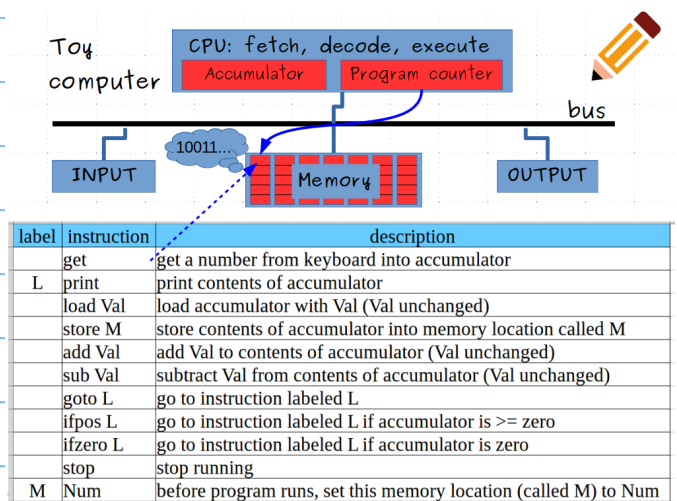 Toy
computer
CPU: fetch, decode, execute
Accumulator
Program counter
bus
10011...
INPUT
Memory
OUTPUT
label instruction description
get get a number from keyboard into accumulator
L print print contents of accumulator
load Val load accumulator with Val (Val unchanged)
store M store contents of accumulator into memory location called M
add Val add Val to contents of accumulator (Val unchanged)
sub Val subtract Val from contents of accumulator (Val unchanged)
goto L go to instruction labeled L
ifpos L go to instruction labeled L if accumulator is >= zero
ifzero L go to instruction labeled L if accumulator is zero
stop stop running
M Num before program runs, set this memory location (called M) to Num